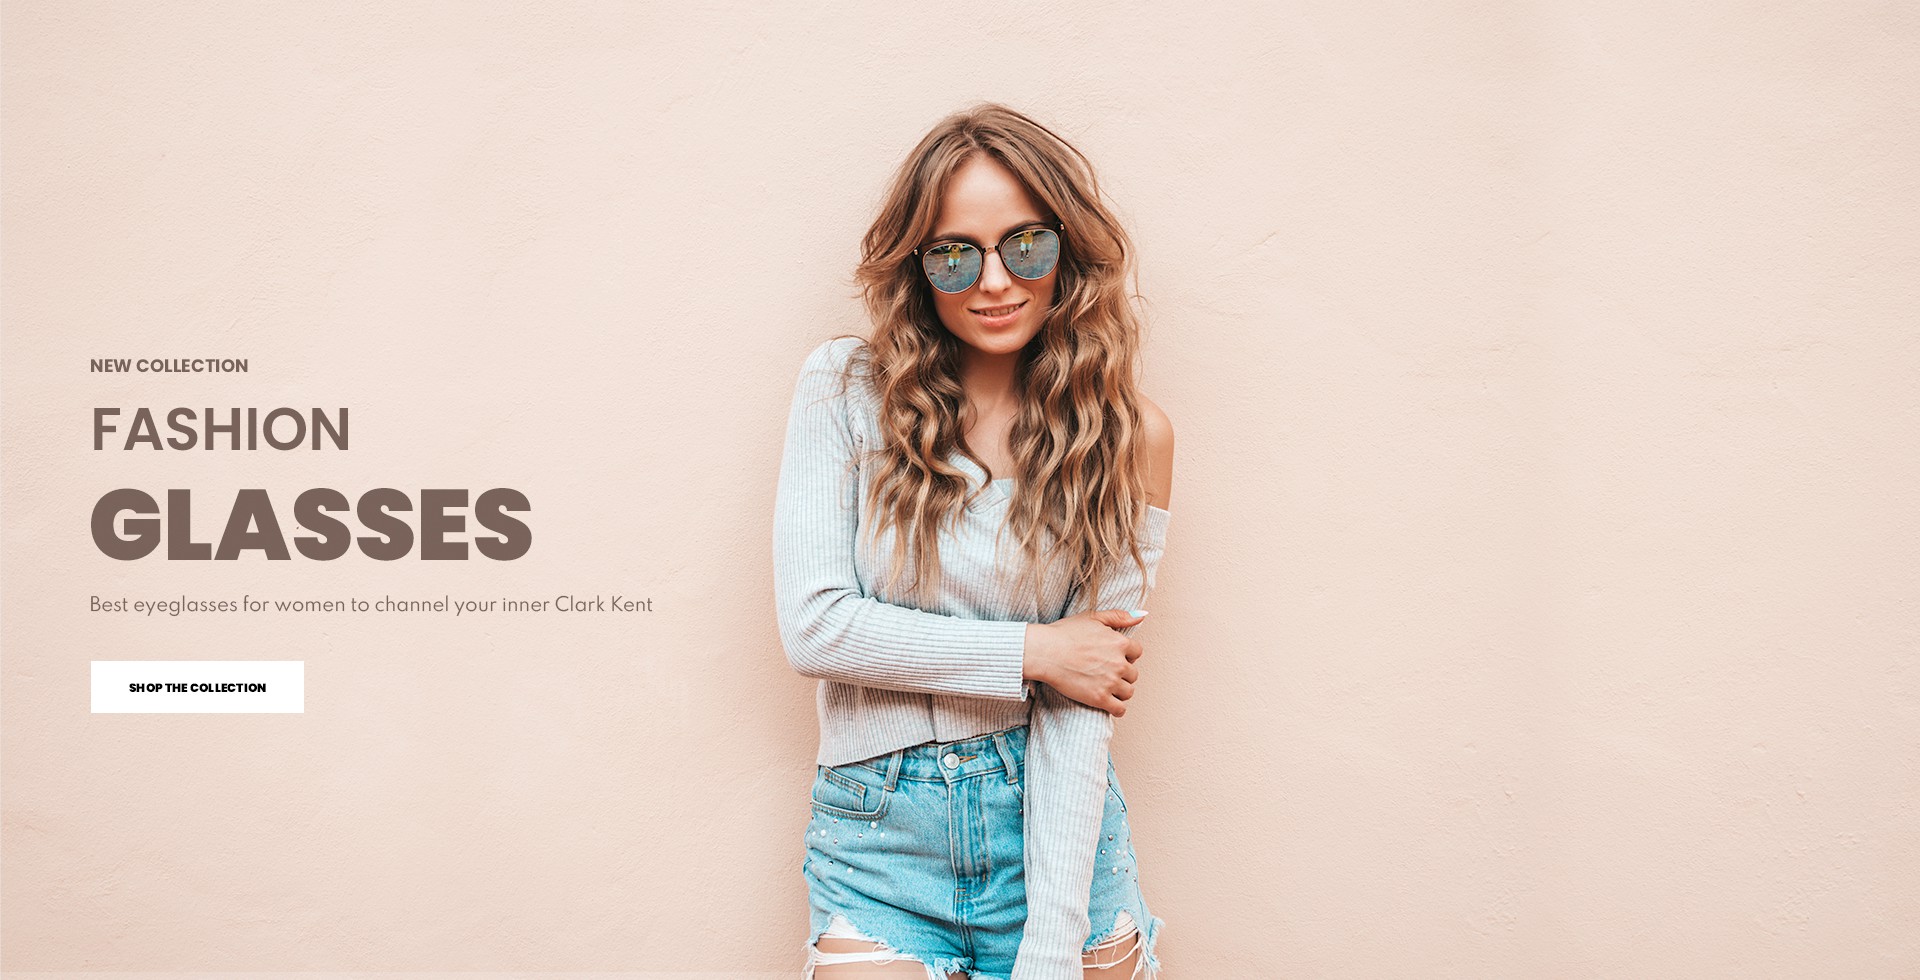 NEW COLLECTION
FASHION
GLASSES
Best eyeglasses for women to channel your inner Clark Kent
SHOP THE COLLECTION